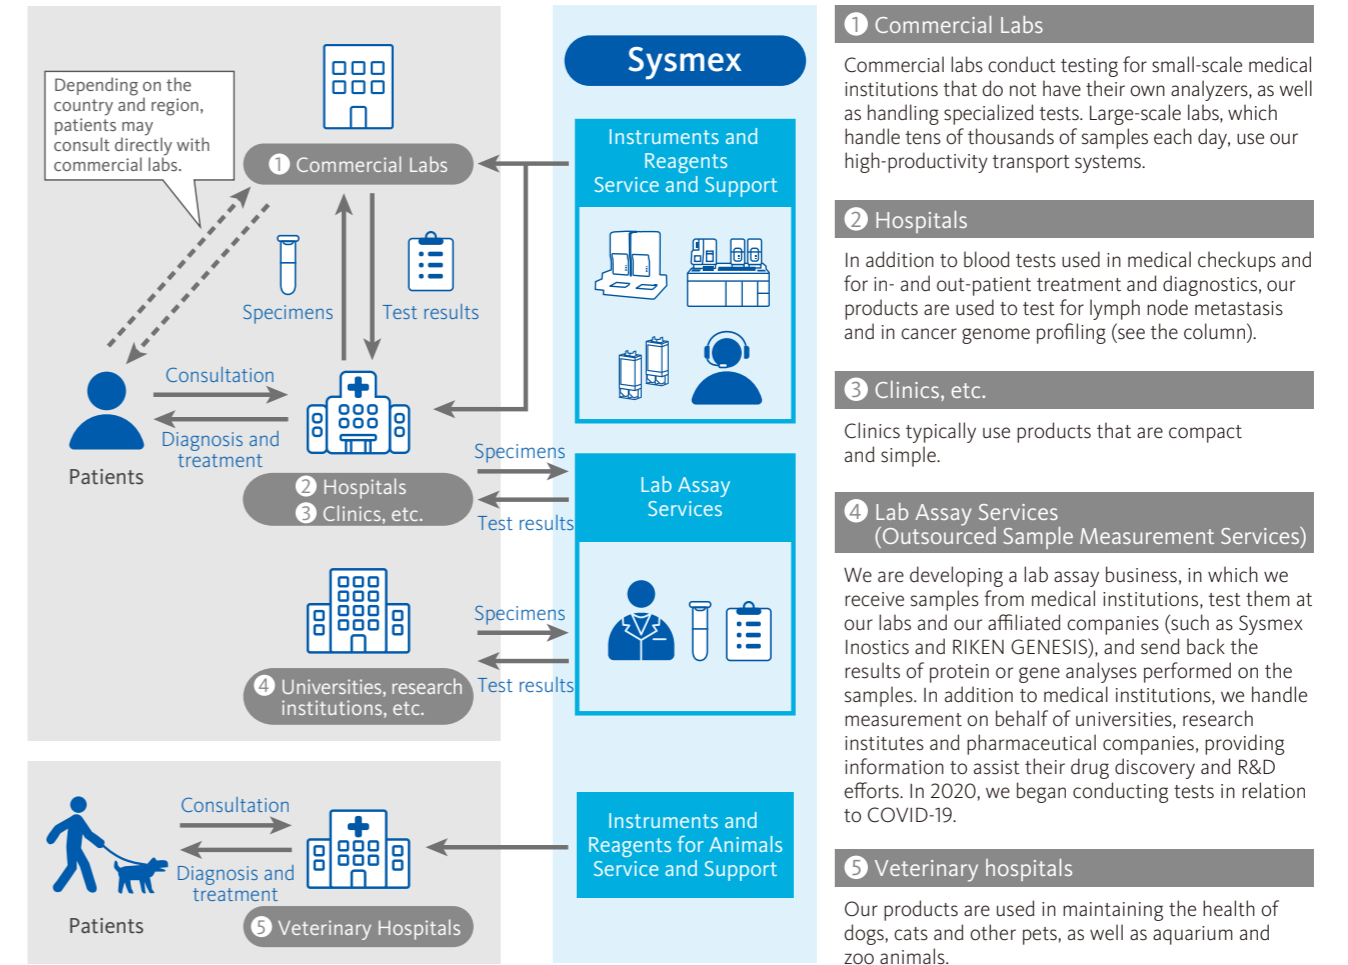 Depending on the
country and region,
patients may
consult directly with
commercial labs.
1 Commercial Labs
Specimens
Test results
Consultation
Diagnosis and
treatment
Patients
2 Hospitals
3 Clinics, etc.
Specimens
Test results
4 Universities, research
institutions, etc.
Specimens
Test results
Consultation
Diagnosis and
treatment
Patients
5 Veterinary Hospitals
Sysmex
Instruments and
Reagents
Service and Support
Lab Assay
Services
Instruments and
Reagents for Animals
Service and Support
1 Commercial Labs
Commercial labs conduct testing for small-scale medical
institutions that do not have their own analyzers, as well
as handling specialized tests. Large-scale labs, which
handle tens of thousands of samples each day, use our
high-productivity transport systems.
2 Hospitals
In addition to blood tests used in medical checkups and
for in- and out-patient treatment and diagnostics, our
products are used to test for lymph node metastasis
and in cancer genome profiling (see the column).
3 Clinics, etc.
Clinics typically use products that are compact
and simple.
4 Lab Assay Services
(Outsourced Sample Measurement Services)
We are developing a lab assay business, in which we
receive samples from medical institutions, test them at
our labs and our affiliated companies (such as Sysmex
Inostics and RIKEN GENESIS), and send back the
results of protein or gene analyses performed on the
samples. In addition to medical institutions, we handle
measurement on behalf of universities, research
institutes and pharmaceutical companies, providing
information to assist their drug discovery and R&D
efforts. In 2020, we began conducting tests in relation
to COVID-19.
5 Veterinary hospitals
Our products are used in maintaining the health of
dogs, cats and other pets, as well as aquarium and
zoo animals.